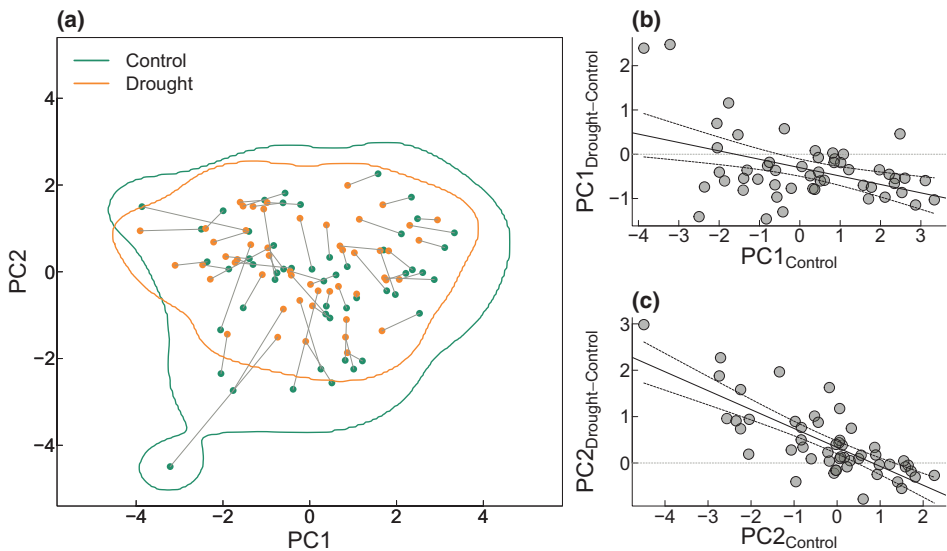 (a)
Control
Drought
4
2
0
−2
−4
PC2
−4 −2 0 2 4
PC1
(b)
2
1
0
−1
PC1Drought−Control
−4 −3 −2 −1 0 1 2 3
PC1Control
(c)
3
2
1
0
PC2Drought−Control
−4 −3 −2 −1 0 1 2
PC2Control